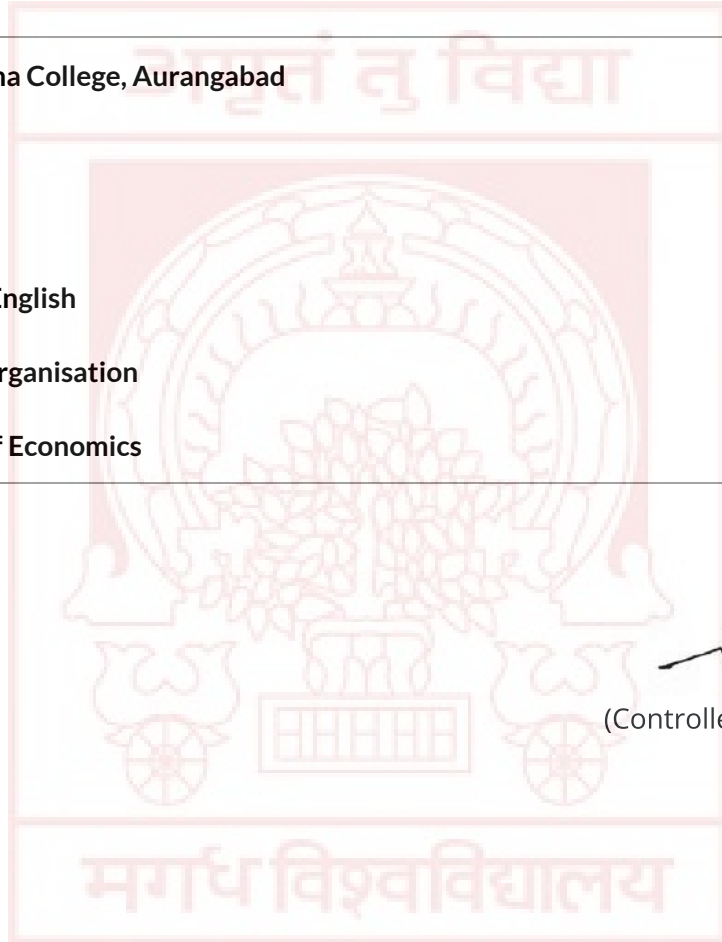 अमृतं तु विद्या
na College, Aurangabad
English
rganisation
f Economics
(Controlle
मगध विश्वविद्यालय